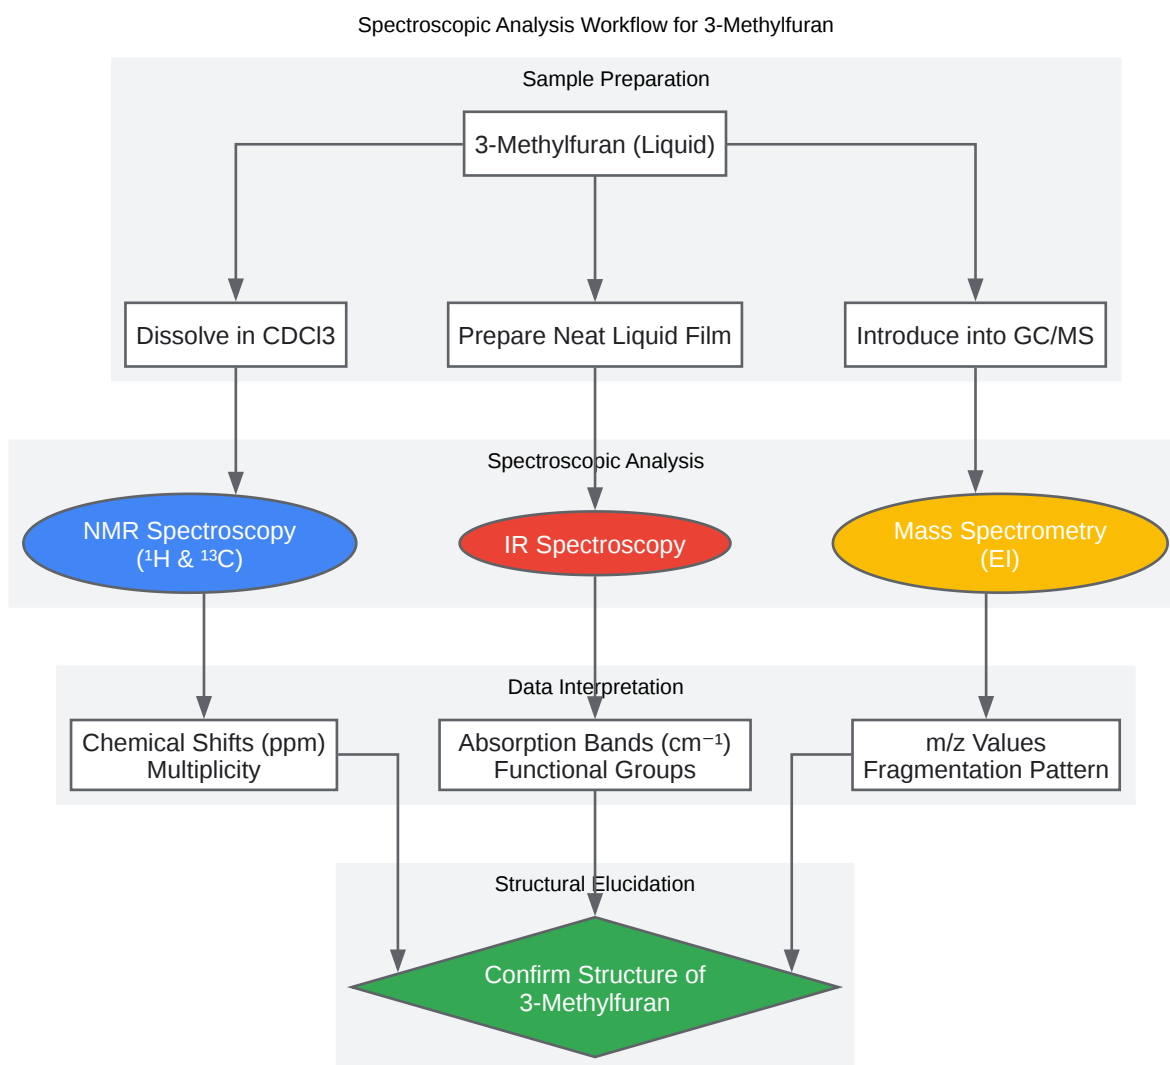 Spectroscopic Analysis Workflow for 3-Methylfuran
Sample Preparation
3-Methylfuran (Liquid)
Dissolve in CDCl3
Prepare Neat Liquid Film
Introduce into GC/MS
Spectroscopic Analysis
NMR Spectroscopy
(¹H & ¹³C)
IR Spectroscopy
Mass Spectrometry
(EI)
Data Interpretation
Chemical Shifts (ppm)
Multiplicity
Absorption Bands (cm⁻¹)
Functional Groups
m/z Values
Fragmentation Pattern
Structural Elucidation
Confirm Structure of
3-Methylfuran